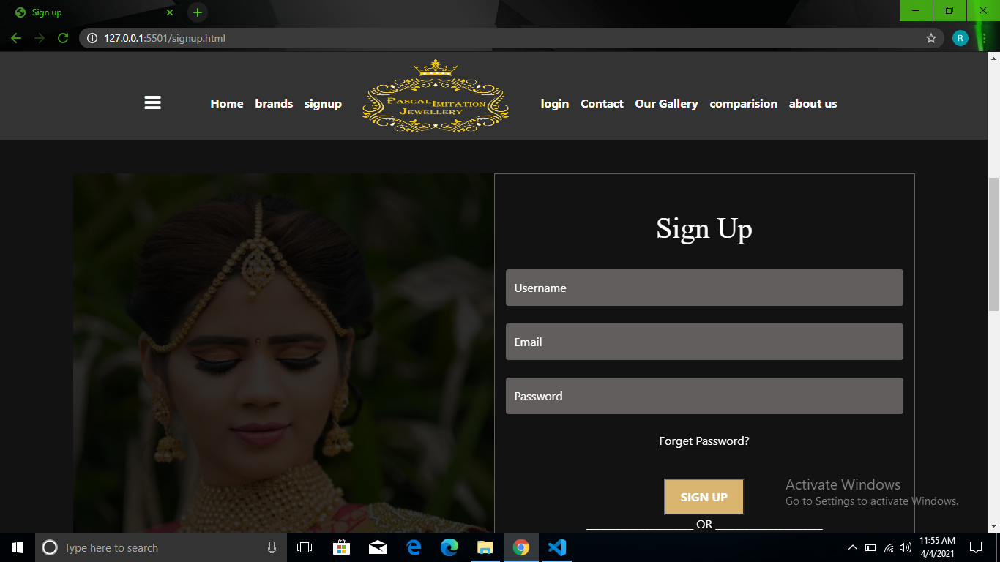 Sign up
127.0.0.1:5501/signup.html
R
Home brands signup
PASCAL IMITATION
JEWELLERY
login Contact Our Gallery comparision about us
Sign Up
Username
Email
Password
Forget Password?
SIGN UP
OR
Activate Windows
Go to Settings to activate Windows.
Type here to search
11:55 AM
4/4/2021